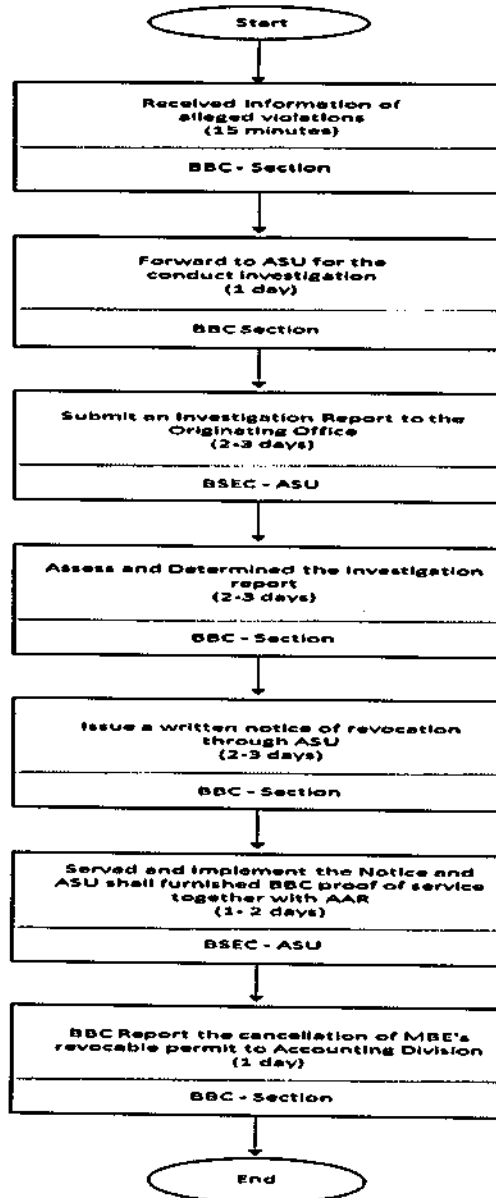 Start
Received Information of
alleged violations
(15 minutes)
BBC - Section
Forward to ASU for the
conduct investigation
(1 day)
BBC Section
Submit an Investigation Report to the
Originating Office
(2-3 days)
BSEC - ASU
Assess and Determined the Investigation
report
(2-3 days)
BBC - Section
Issue a written notice of revocation
through ASU
(2-3 days)
BBC - Section
Served and implement the Notice and
ASU shall furnished BBC proof of service
together with AAR
(1- 2 days)
BSEC - ASU
BBC Report the cancellation of MBE's
revocable permit to Accounting Division
(1 day)
BBC - Section
End